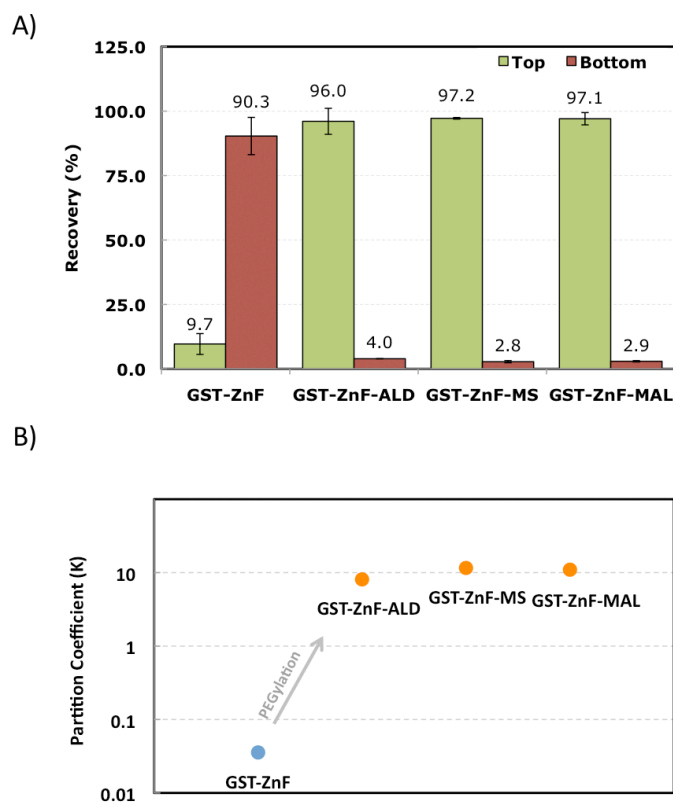 A)
125.0
Top Bottom
96.0 97.2 97.1
90.3
100.0
75.0
Recovery (%)
50.0
25.0
9.7
4.0 2.8 2.9
0.0
GST-ZnF GST-ZnF-ALD GST-ZnF-MS GST-ZnF-MAL
B)
Partition Coefficient (K)
10
GST-ZnF-ALD GST-ZnF-MS GST-ZnF-MAL
1
PEGylation
0.1
GST-ZnF
0.01